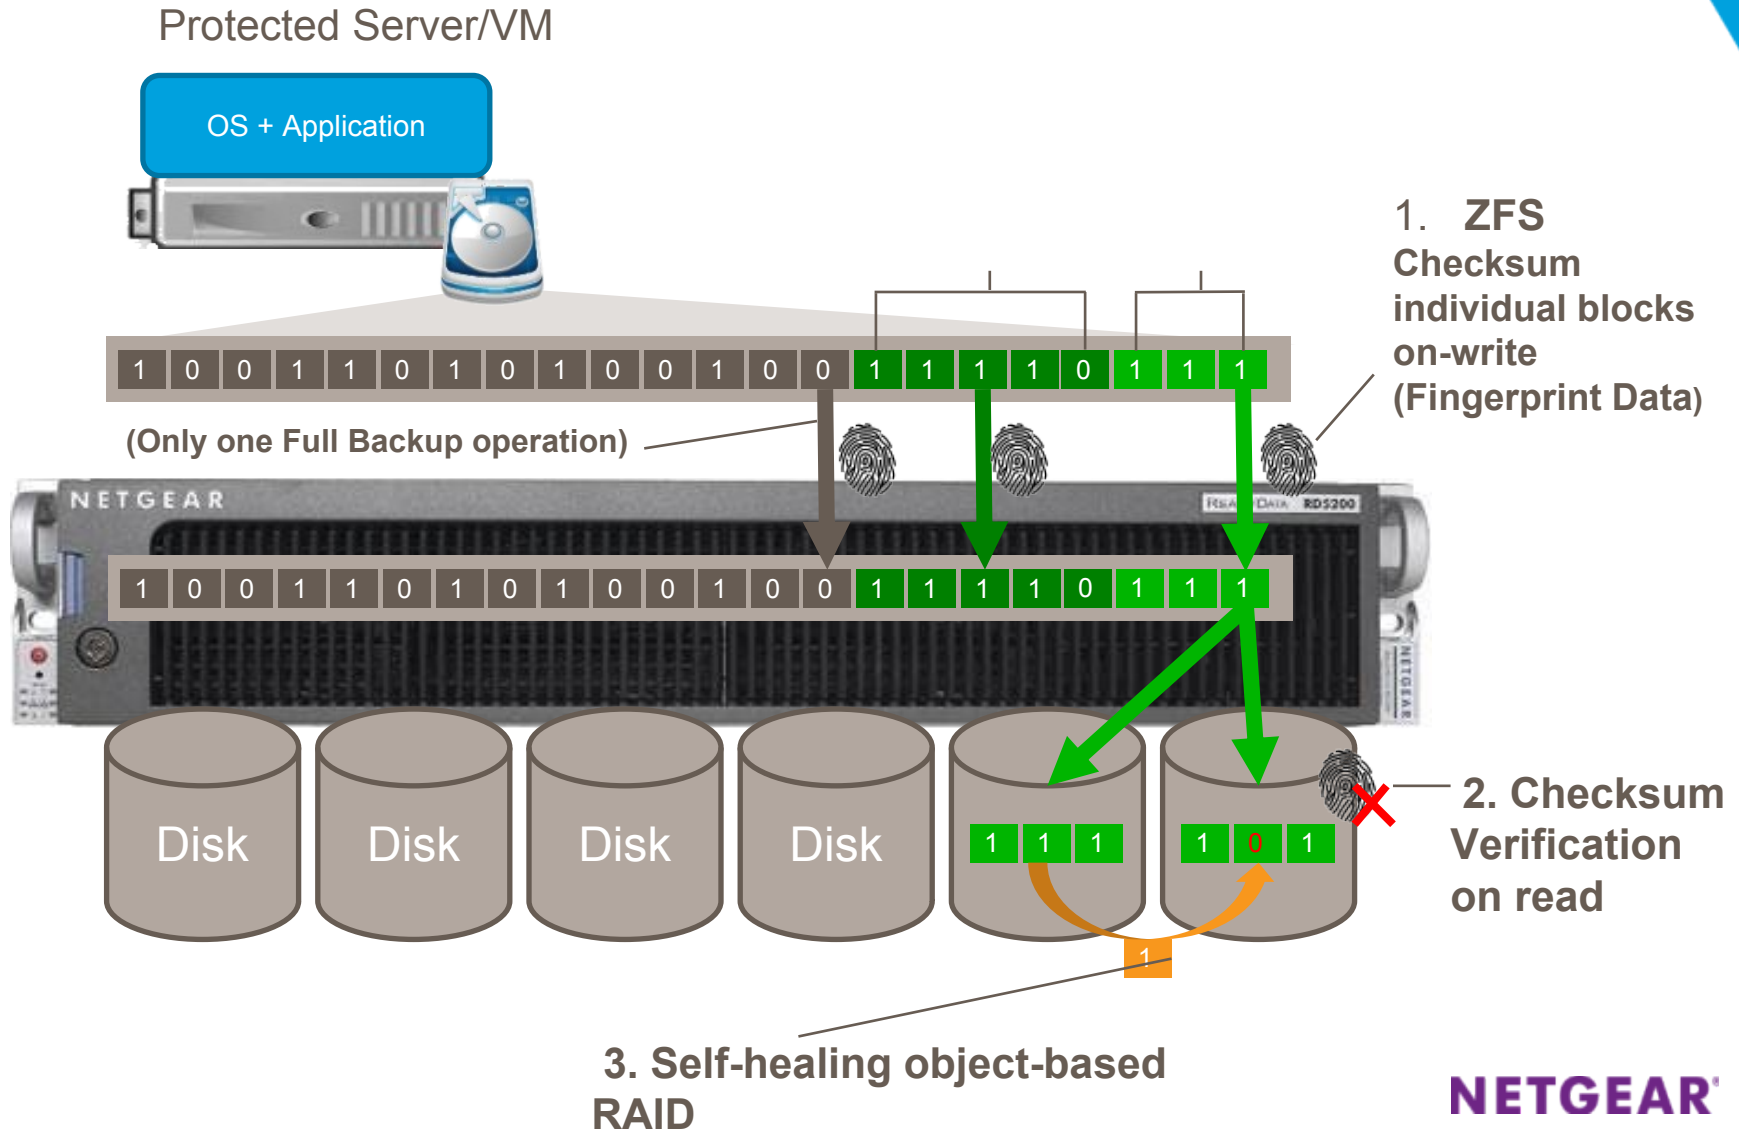 Protected Server/VM
OS + Application
1. ZFS
Checksum
individual blocks
on-write
(Fingerprint Data)
1 0 0 1 1 0 1 0 1 0 0 1 0 0 1 1 1 1 0 1 1 1
(Only one Full Backup operation)
NETGEAR
RD5200
1 0 0 1 1 0 1 0 1 0 0 1 0 0 1 1 1 1 0 1 1 1
NETGEAR
Disk Disk Disk Disk
1 1 1
1 0 1
2. Checksum
Verification
on read
1
3. Self-healing object-based
RAID
NETGEAR